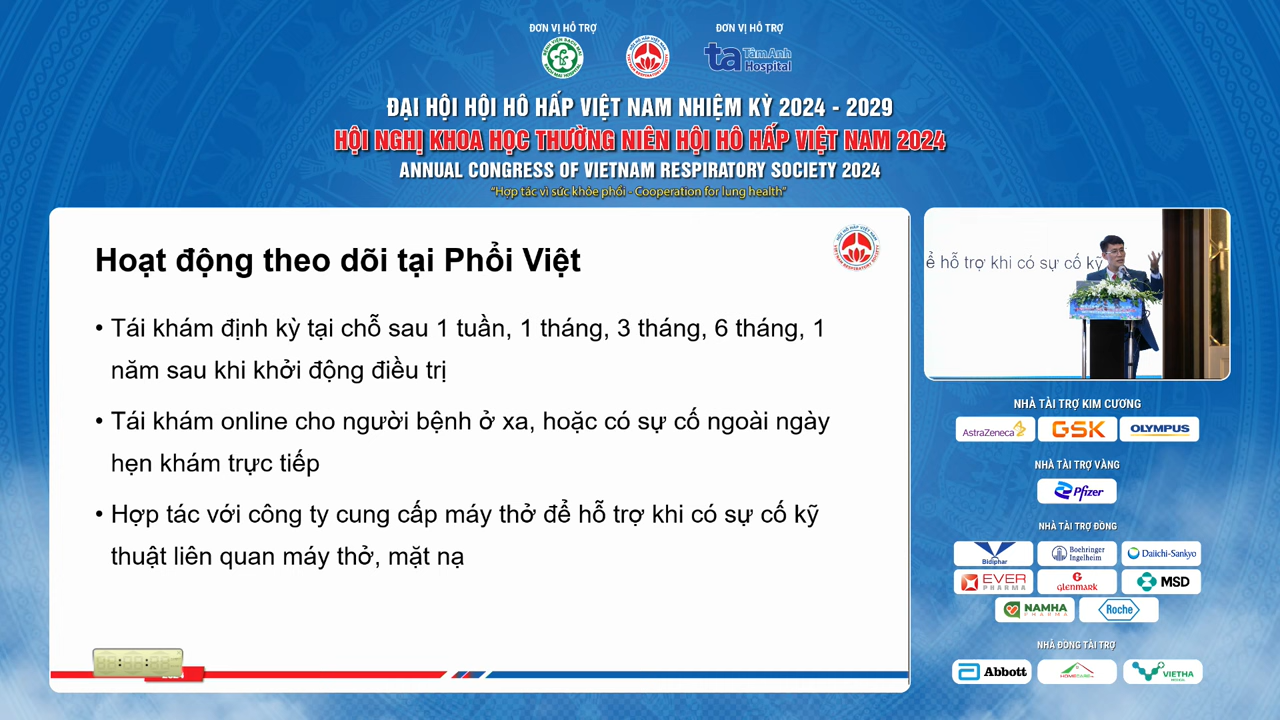 ĐƠN VỊ HỖ TRỢ
ĐƠN VỊ HỖ TRỢ
ta TâmAnh Hospital
ĐẠI HỘI HỘI HÔ HẤP VIỆT NAM NHIỆM KỲ 2024 - 2029
HỘI NGHỊ KHOA HỌC THƯỜNG NIÊN HỘI HÔ HẤP VIỆT NAM 2024
ANNUAL CONGRESS OF VIETNAM RESPIRATORY SOCIETY 2024
"Hợp tác vì sức khỏe phổi - Cooperation for lung health"
Hoạt động theo dõi tại Phổi Việt
• Tái khám định kỳ tại chỗ sau 1 tuần, 1 tháng, 3 tháng, 6 tháng, 1
năm sau khi khởi động điều trị
• Tái khám online cho người bệnh ở xa, hoặc có sự cố ngoài ngày
hẹn khám trực tiếp
• Hợp tác với công ty cung cấp máy thở để hỗ trợ khi có sự cố kỹ
thuật liên quan máy thở, mặt nạ
ể hỗ trợ khi có sự cố kỹ
NHÀ TÀI TRỢ KIM CƯƠNG
AstraZeneca
GSK
OLYMPUS
NHÀ TÀI TRỢ VÀNG
Pfizer
NHÀ TÀI TRỢ ĐỒNG
Bidiphar
Boehringer
Ingelheim
Daiichi-Sankyo
EVER
PHARMA
GLENMARK
MSD
NAMHA
PHARMA
Roche
NHÀ ĐỒNG TÀI TRỢ
Abbott
HOMECARE
VIETHA
MEDICAL